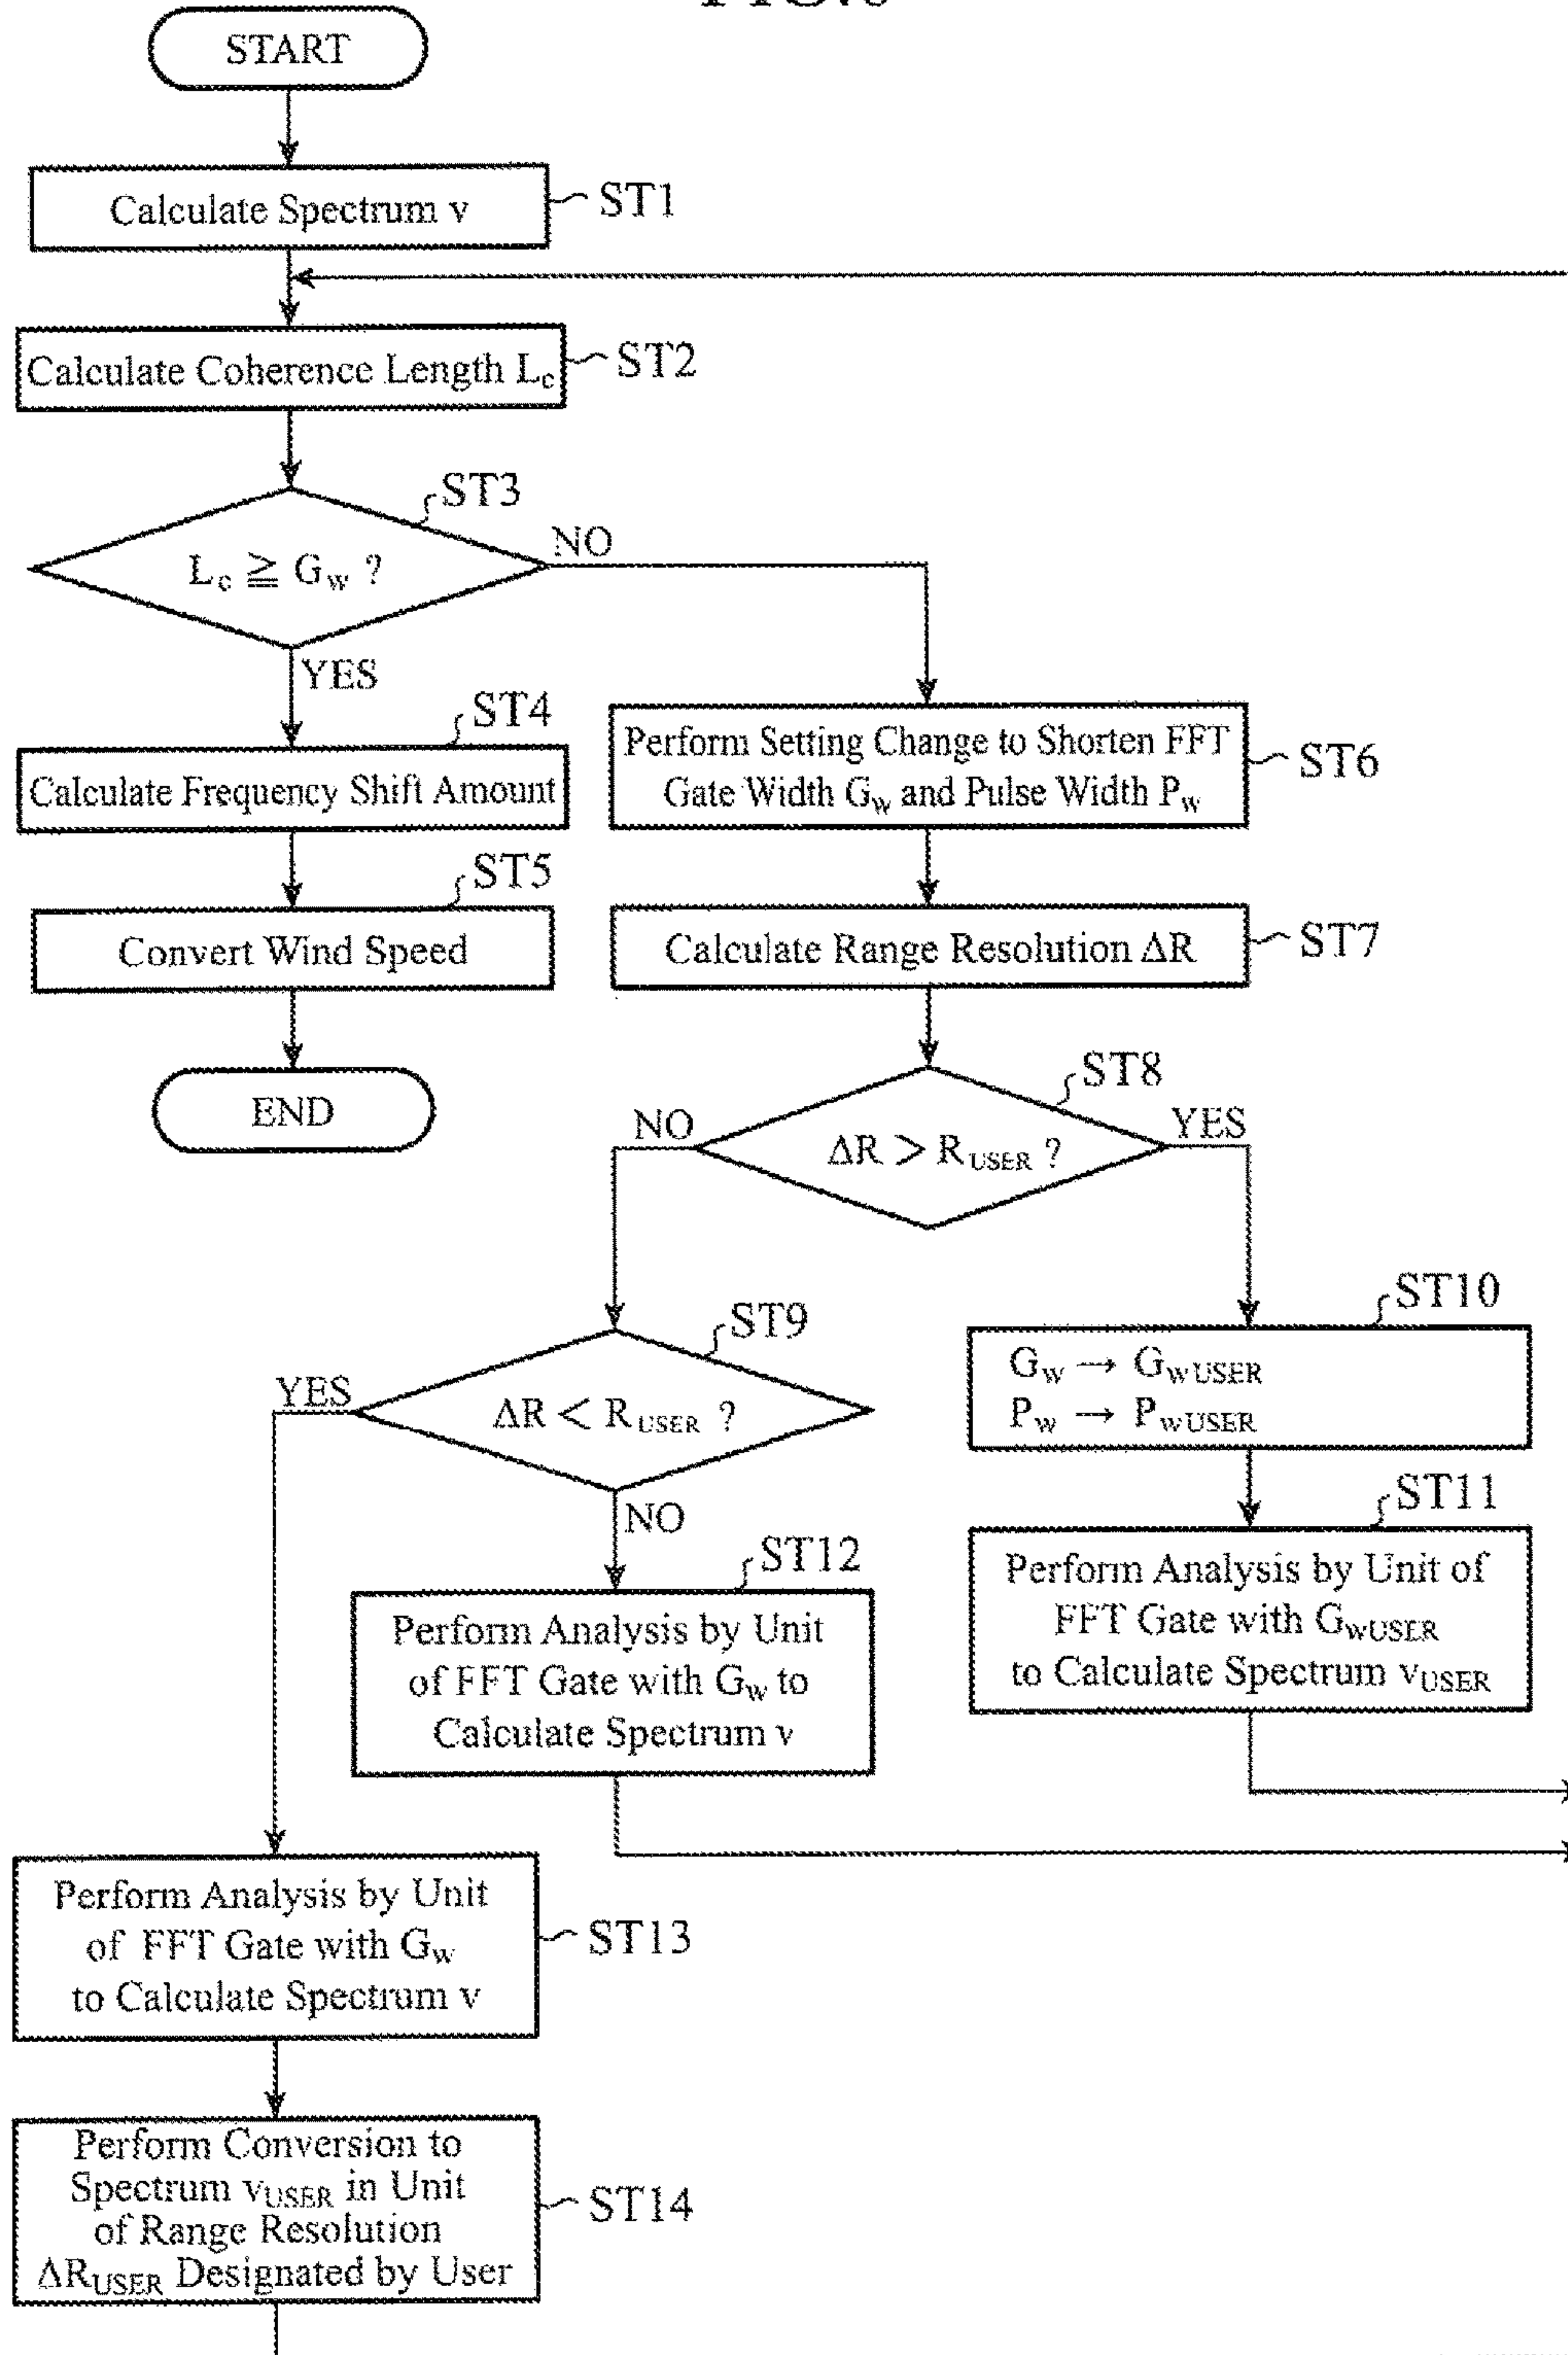 START
Calculate Spectrum v
ST1
Calculate Coherence Length Lc
ST2
ST3
Lc ≧ Gw ?
NO
YES
ST4
Calculate Frequency Shift Amount
ST5
Convert Wind Speed
END
Perform Setting Change to Shorten FFT
Gate Width Gw and Pulse Width Pw
ST6
Calculate Range Resolution ΔR
ST7
ST8
ΔR > RUSER ?
NO
YES
ST9
ΔR < RUSER ?
YES
NO
ST10
Gw → GwUSER
Pw → PwUSER
ST11
Perform Analysis by Unit of
FFT Gate with GwUSER
to Calculate Spectrum vUSER
ST12
Perform Analysis by Unit
of FFT Gate with Gw to
Calculate Spectrum v
Perform Analysis by Unit
of FFT Gate with Gw
to Calculate Spectrum v
ST13
Perform Conversion to
Spectrum vUSER in Unit
of Range Resolution
ΔRUSER Designated by User
ST14